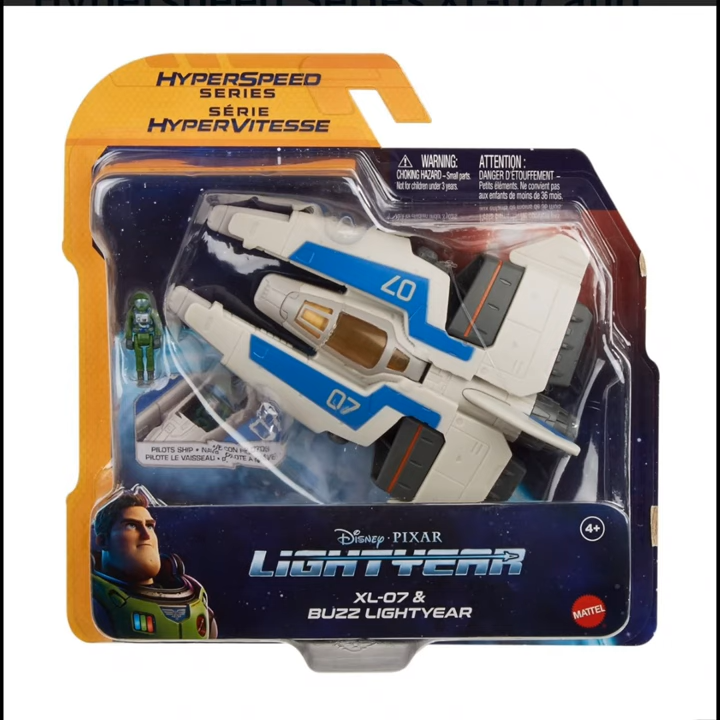 HYPERSPEED
SERIES
SÉRIE
HYPERVITESSE
WARNING:
CHOKING HAZARD – Small parts.
Not for children under 3 years.
ATTENTION :
DANGER D'ÉTOUFFEMENT –
Petits éléments. Ne convient pas
aux enfants de moins de 36 mois.
07
07
PILOTS SHIP •
PILOTE LE VAISSEAU •
Disney • PIXAR
LIGHTYEAR
XL-07 &
BUZZ LIGHTYEAR
4+
MATTEL